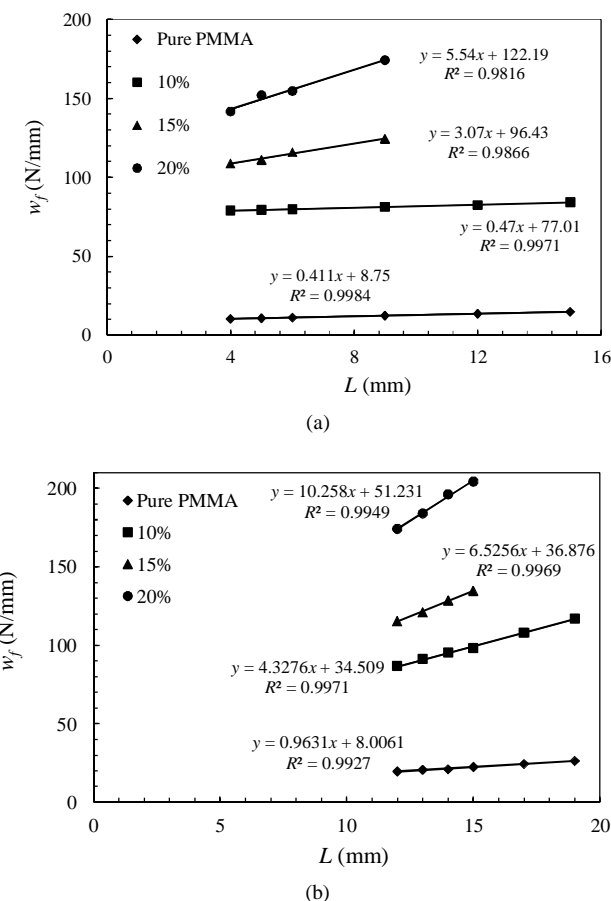 200
150
100
50
0
w_f (N/mm)
Pure PMMA
10%
15%
20%
y = 5.54x + 122.19
R² = 0.9816
y = 3.07x + 96.43
R² = 0.9866
y = 0.47x + 77.01
R² = 0.9971
y = 0.411x + 8.75
R² = 0.9984
0 4 8 12 16
L (mm)
(a)
200
150
100
50
0
w_f (N/mm)
Pure PMMA
10%
15%
20%
y = 10.258x + 51.231
R² = 0.9949
y = 6.5256x + 36.876
R² = 0.9969
y = 4.3276x + 34.509
R² = 0.9971
y = 0.9631x + 8.0061
R² = 0.9927
0 5 10 15 20
L (mm)
(b)